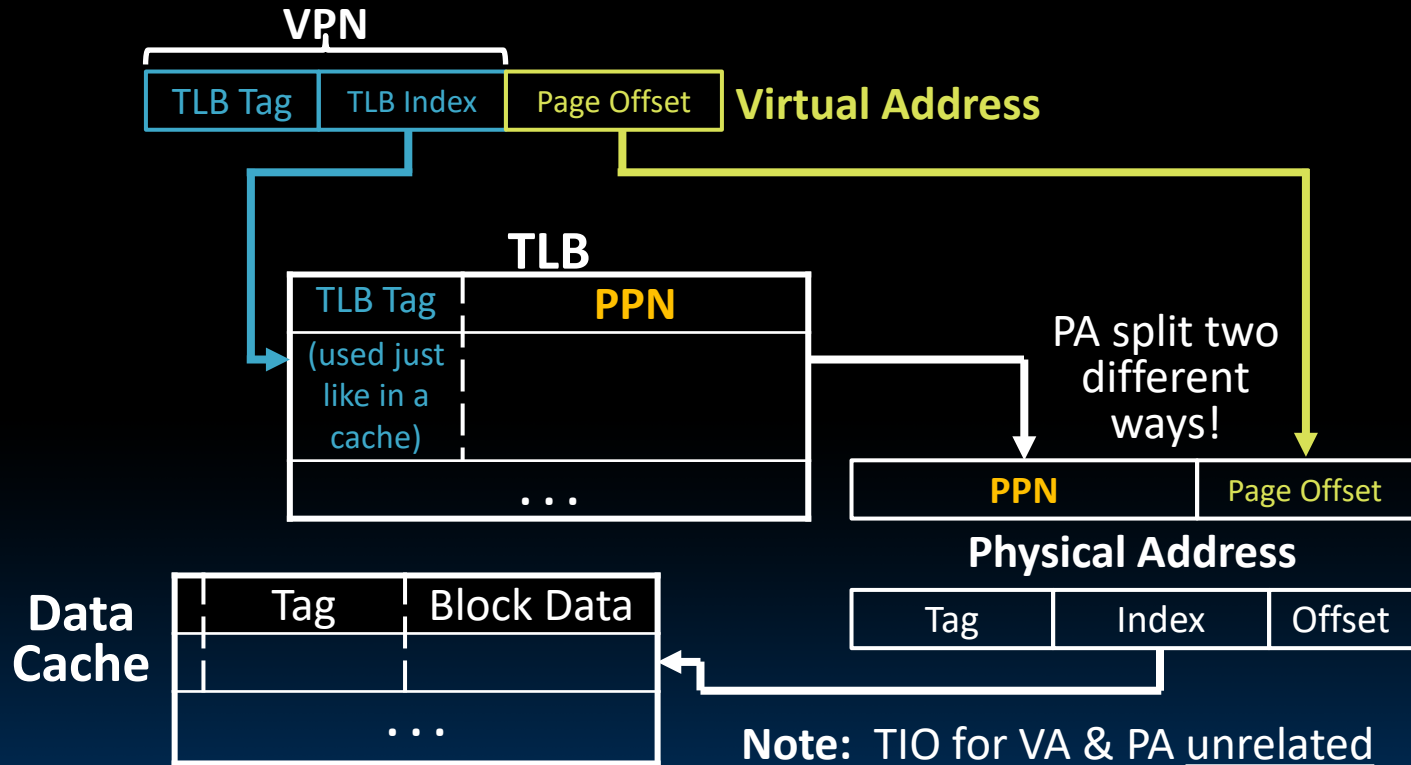 VPN
TLB Tag
TLB Index
Page Offset
Virtual Address
TLB
TLB Tag
PPN
(used just
like in a
cache)
. . .
PA split two
different
ways!
PPN
Page Offset
Physical Address
Tag
Index
Offset
Data
Cache
Tag
Block Data
. . .
Note: TIO for VA & PA unrelated